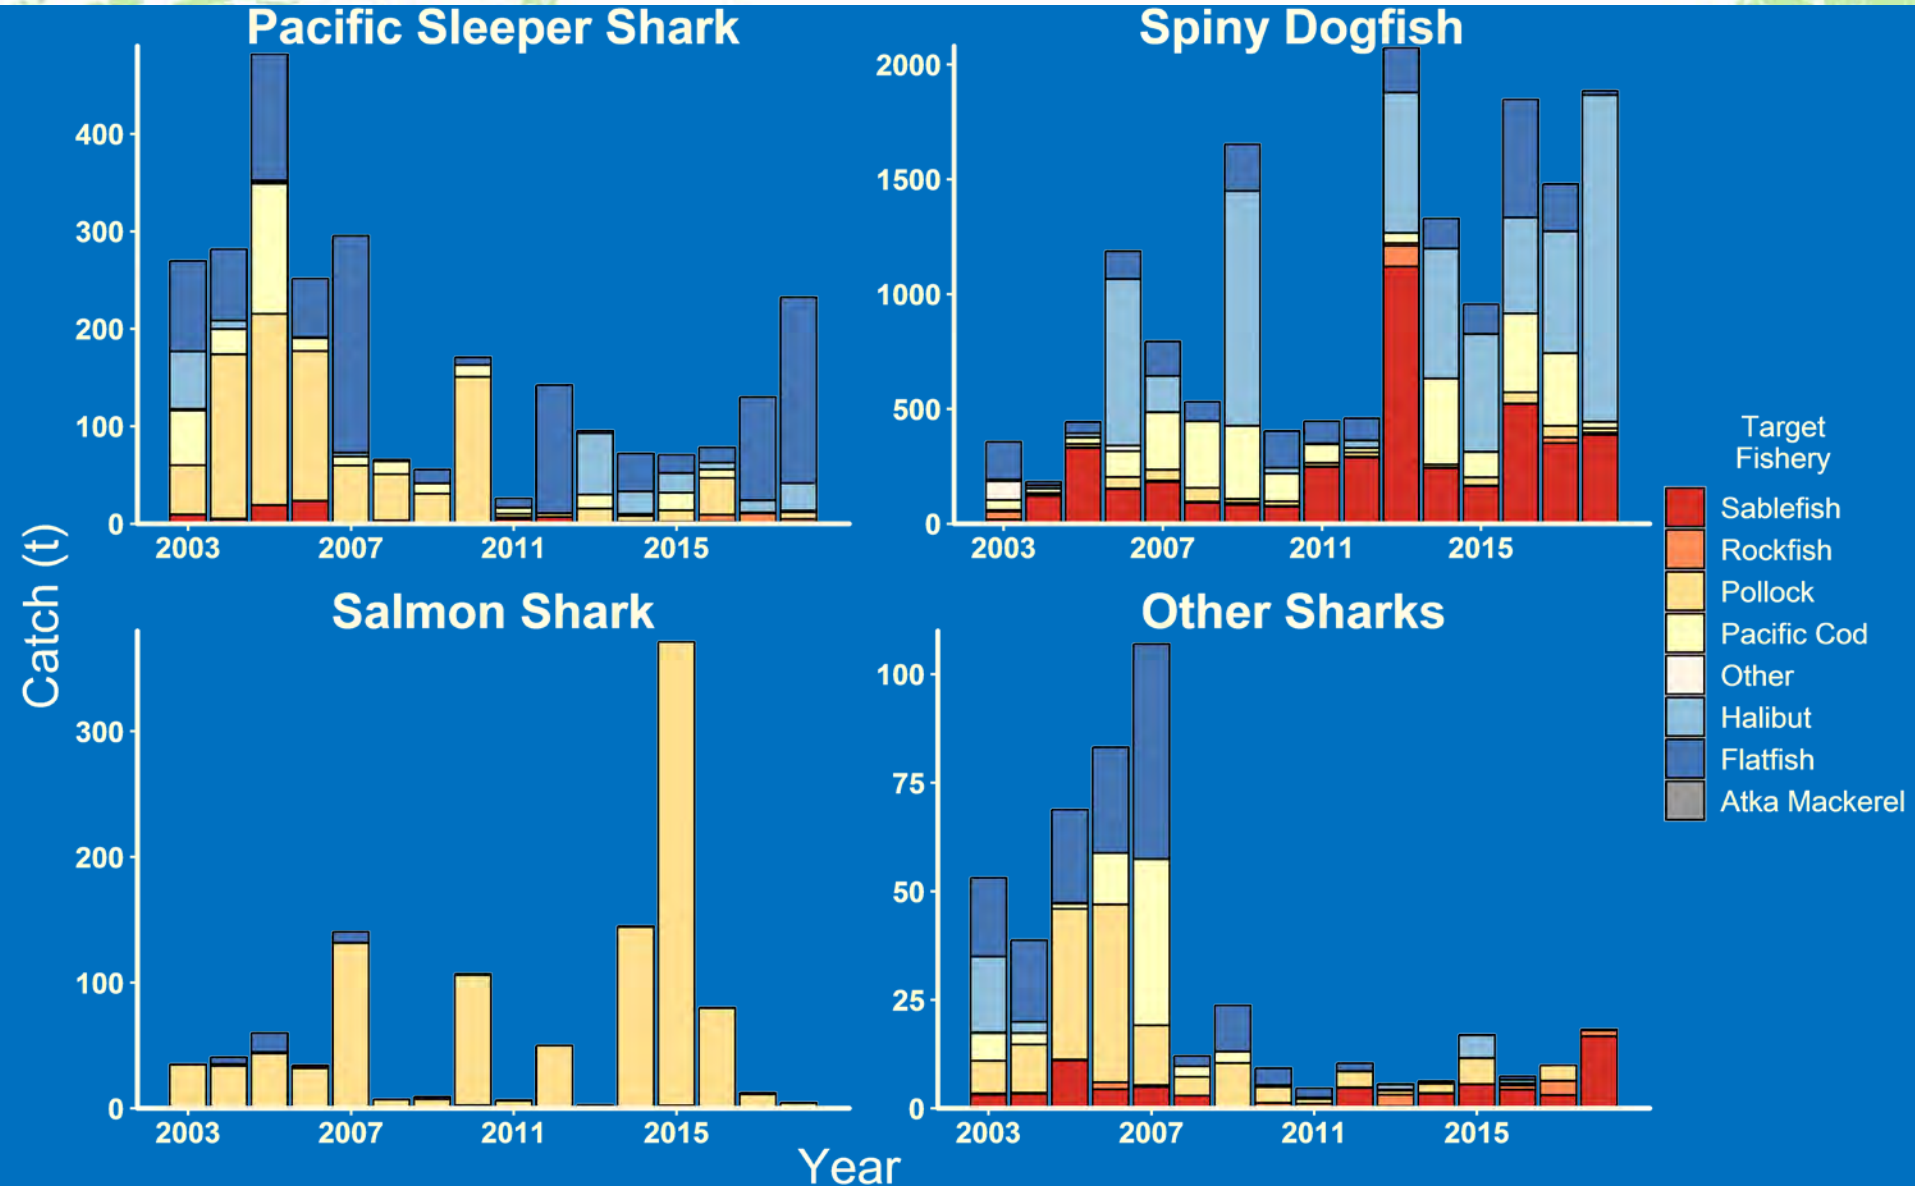 Pacific Sleeper Shark
Spiny Dogfish
400
300
200
100
0
2003
2007
2011
2015
2000
1500
1000
500
0
2003
2007
2011
2015
Catch (t)
Salmon Shark
Other Sharks
300
200
100
0
2003
2007
2011
2015
100
75
50
25
0
2003
2007
2011
2015
Year
Target
Fishery
Sablefish
Rockfish
Pollock
Pacific Cod
Other
Halibut
Flatfish
Atka Mackerel